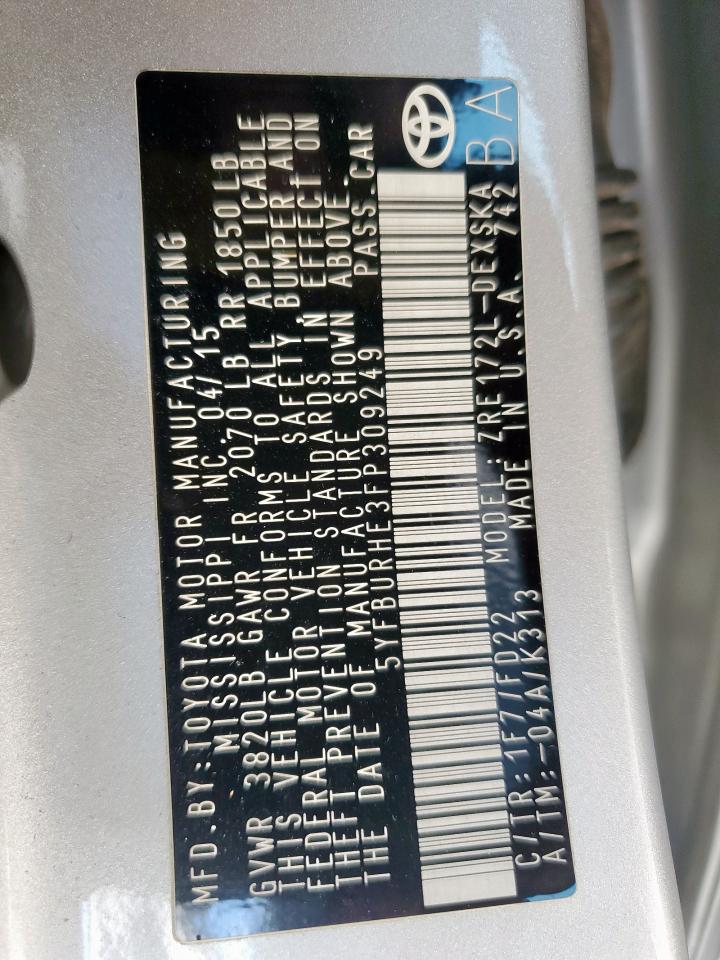 MFD.BY:TOYOTA MOTOR MANUFACTURING
MISSISSIPPI INC. 04/15
GVWR 3820LB GAWR FR 2070 LB RR 1850LB
THIS VEHICLE CONFORMS TO ALL APPLICABLE
FEDERAL MOTOR VEHICLE SAFETY, BUMPER AND
THEFT PREVENTION STANDARDS IN EFFECT ON
THE DATE OF MANUFACTURE SHOWN ABOVE.
5YFBURHE3FP309249 PASS.CAR
C/TR:1F7/FD22 MODEL:ZRE172L-DEXSKA
A/TM:-04A/K313 MADE IN U.S.A. 742
BA